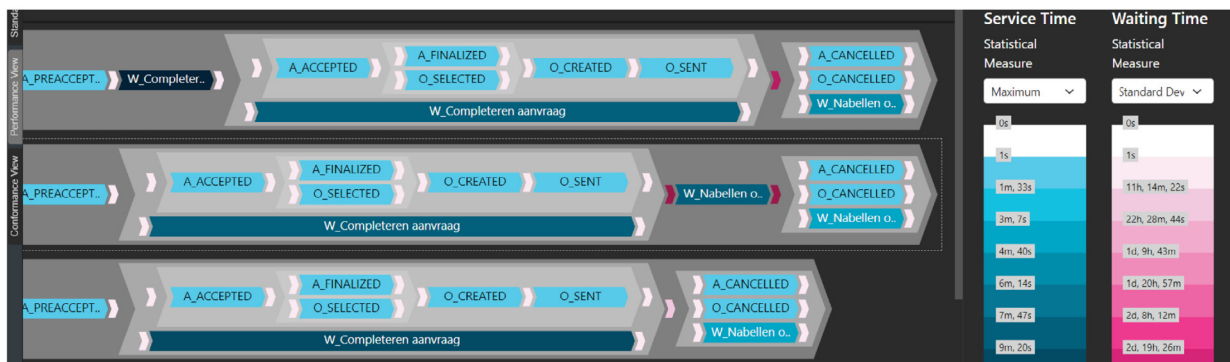 Standa
Performance View
Conformance View
A_PREACCEPT..
W_Completer..
A_ACCEPTED
A_FINALIZED
O_SELECTED
O_CREATED
O_SENT
W_Completeren aanvraag
A_CANCELLED
O_CANCELLED
W_Nabellen o..
A_PREACCEPT..
A_ACCEPTED
A_FINALIZED
O_SELECTED
O_CREATED
O_SENT
W_Completeren aanvraag
W_Nabellen o..
A_CANCELLED
O_CANCELLED
W_Nabellen o..
A_PREACCEPT..
A_ACCEPTED
A_FINALIZED
O_SELECTED
O_CREATED
O_SENT
W_Completeren aanvraag
A_CANCELLED
O_CANCELLED
W_Nabellen o..
Service Time
Statistical
Measure
Maximum
0s
1s
1m, 33s
3m, 7s
4m, 40s
6m, 14s
7m, 47s
9m, 20s
Waiting Time
Statistical
Measure
Standard Dev
0s
1s
11h, 14m, 22s
22h, 28m, 44s
1d, 9h, 43m
1d, 20h, 57m
2d, 8h, 12m
2d, 19h, 26m